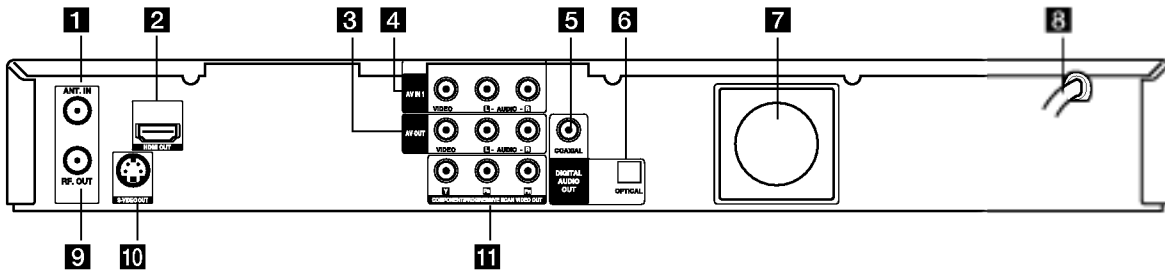 1 2 3 4 5 6 7 8
ANT. IN
RF. OUT
HDMI OUT
S-VIDEO OUT
AV IN 1
VIDEO L - AUDIO - R
AV OUT
VIDEO L - AUDIO - R
Y PB PR
COMPONENT/PROGRESSIVE SCAN VIDEO OUT
COAXIAL
DIGITAL
AUDIO
OUT
OPTICAL
9 10 11